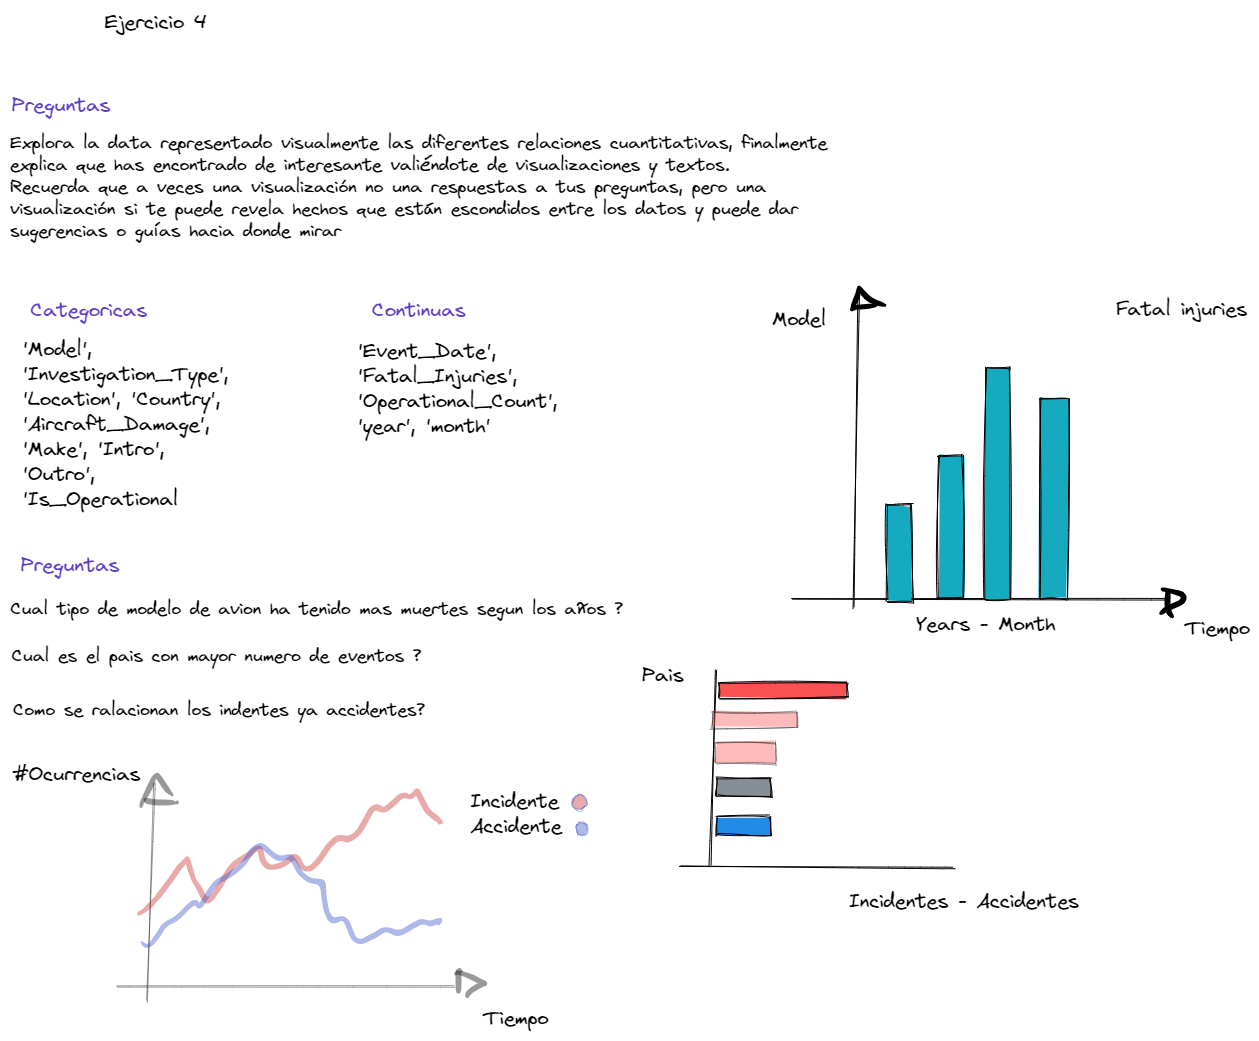 Ejercicio 4
Preguntas
Explora la data representado visualmente las diferentes relaciones cuantitativas, finalmente
explica que has encontrado de interesante valiéndote de visualizaciones y textos.
Recuerda que a veces una visualización no una respuestas a tus preguntas, pero una
visualización si te puede revela hechos que están escondidos entre los datos y puede dar
sugerencias o guías hacia donde mirar
Categoricas
'Model',
'Investigation_Type',
'Location', 'Country',
'Aircraft_Damage',
'Make', 'Intro',
'Outro',
'Is_Operational
Continuas
'Event_Date',
'Fatal_Injuries',
'Operational_Count',
'year', 'month'
Model
Fatal injuries
Years - Month
Tiempo
Preguntas
Cual tipo de modelo de avion ha tenido mas muertes segun los años ?
Cual es el pais con mayor numero de eventos ?
Como se ralacionan los indentes ya accidentes?
Pais
Incidentes - Accidentes
#Ocurrencias
Incidente
Accidente
Tiempo